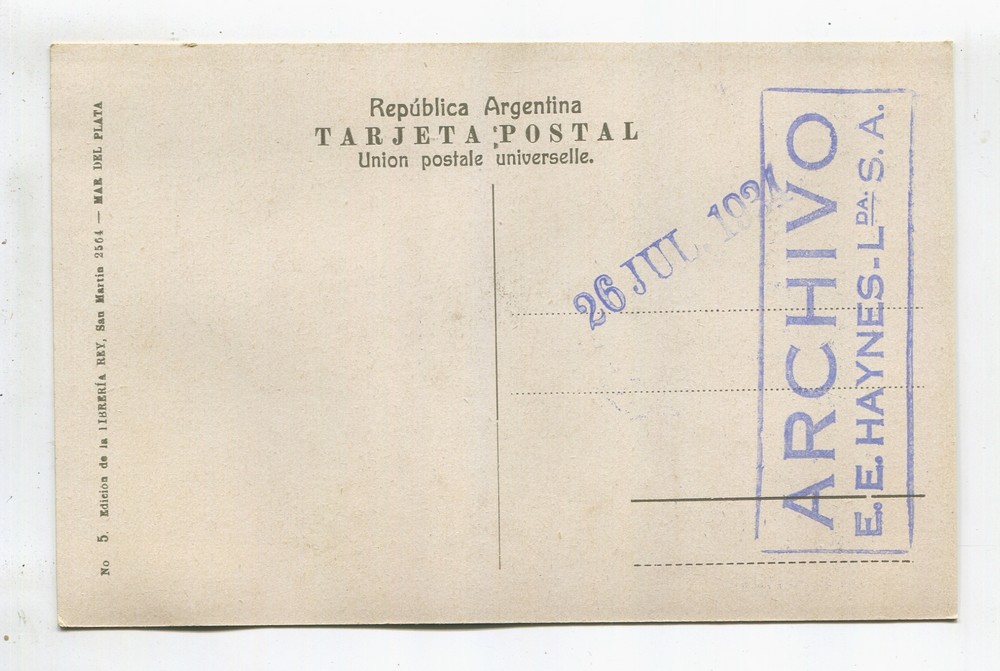 República Argentina
TARJETA POSTAL
Union postale universelle.
No 5. Edicion de la LIBRERÍA REY, San Martin 2564 — MAR DEL PLATA
26 JUL. 1931
ARCHIVO
E. E. HAYNES-LDA. S. A.